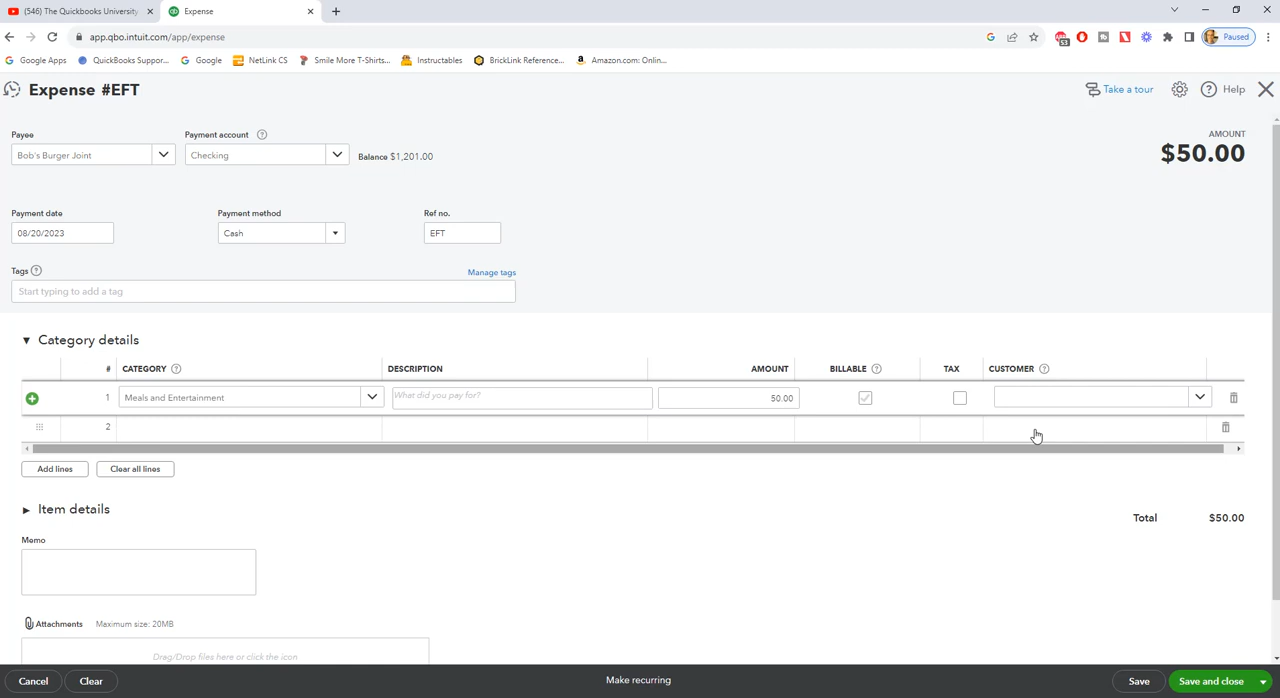 (546) The Quickbooks University
Expense
app.qbo.intuit.com/app/expense
53
Paused
Google Apps
QuickBooks Suppor...
Google
NetLink CS
Smile More T-Shirts...
Instructables
BrickLink Reference...
Amazon.com: Onlin...
Expense #EFT
Take a tour
Help
Payee
Payment account
AMOUNT
Bob's Burger Joint
Checking
Balance $1,201.00
$50.00
Payment date
Payment method
Ref no.
08/20/2023
Cash
EFT
Tags
Manage tags
Start typing to add a tag
Category details
# CATEGORY DESCRIPTION AMOUNT BILLABLE TAX CUSTOMER
1 Meals and Entertainment What did you pay for? 50.00
2
Add lines
Clear all lines
Item details
Total $50.00
Memo
Attachments Maximum size: 20MB
Drag/Drop files here or click the icon
Cancel
Clear
Make recurring
Save
Save and close